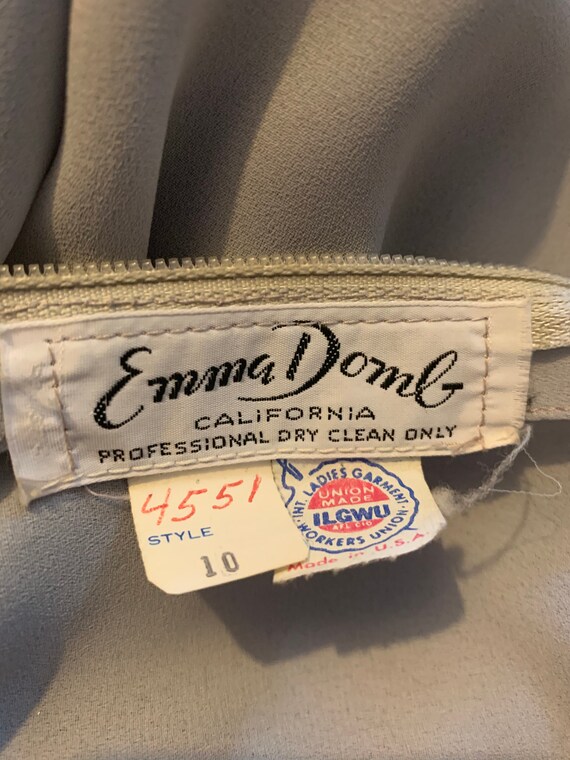 Emma Domb
CALIFORNIA
PROFESSIONAL DRY CLEAN ONLY
4551
STYLE
10
INT. LADIES GARMENT
WORKERS UNION
UNION
MADE
ILGWU
AFL CIO
Made in U.S.A.